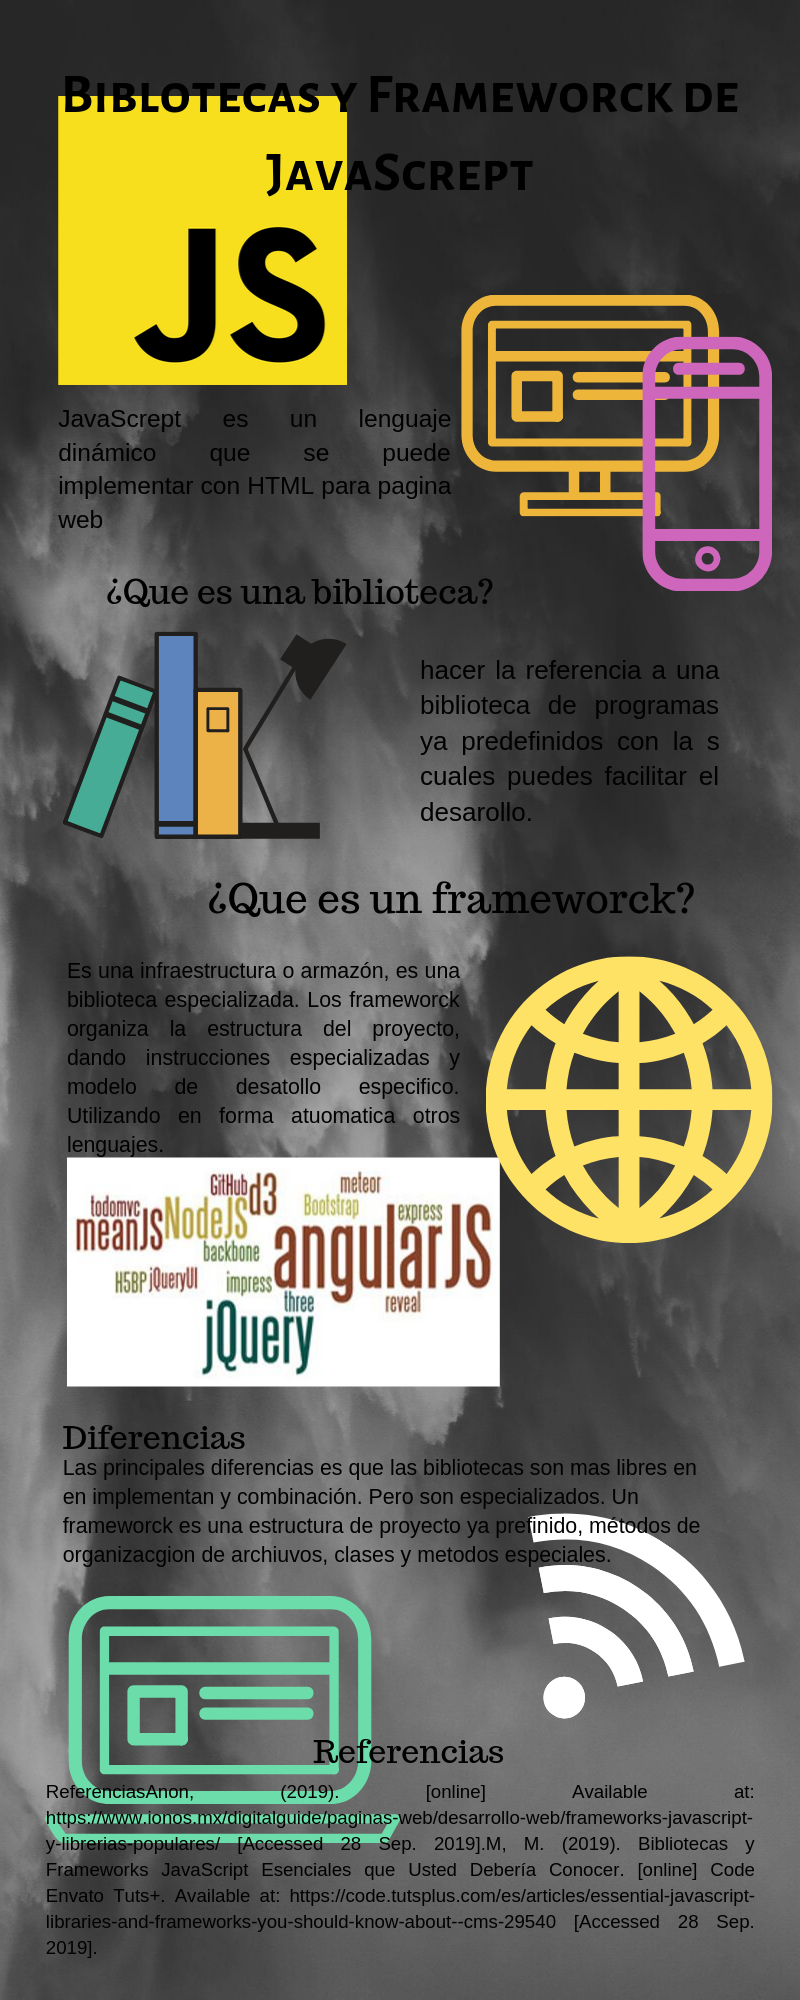 Biblotecas y Frameworck de
JavaScrept
JS
JavaScrept es un lenguaje
dinámico que se puede
implementar con HTML para pagina
web
¿Que es una biblioteca?
hacer la referencia a una
biblioteca de programas
ya predefinidos con la s
cuales puedes facilitar el
desarollo.
¿Que es un frameworck?
Es una infraestructura o armazón, es una
biblioteca especializada. Los frameworck
organiza la estructura del proyecto,
dando instrucciones especializadas y
modelo de desatollo especifico.
Utilizando en forma atuomatica otros
lenguajes.
GitHub
d3
meteor
todomvc
meanJS
NodeJS
Bootstrap
express
backbone
angularJS
H5BP
jQueryUI
impress
three
reveal
jQuery
Diferencias
Las principales diferencias es que las bibliotecas son mas libres en
en implementan y combinación. Pero son especializados. Un
frameworck es una estructura de proyecto ya prefinido, métodos de
organizacgion de archiuvos, clases y metodos especiales.
Referencias
ReferenciasAnon, (2019). [online] Available at:
https://www.ionos.mx/digitalguide/paginas-web/desarrollo-web/frameworks-javascript-
y-librerias-populares/ [Accessed 28 Sep. 2019].M, M. (2019). Bibliotecas y
Frameworks JavaScript Esenciales que Usted Debería Conocer. [online] Code
Envato Tuts+. Available at: https://code.tutsplus.com/es/articles/essential-javascript-
libraries-and-frameworks-you-should-know-about--cms-29540 [Accessed 28 Sep.
2019].